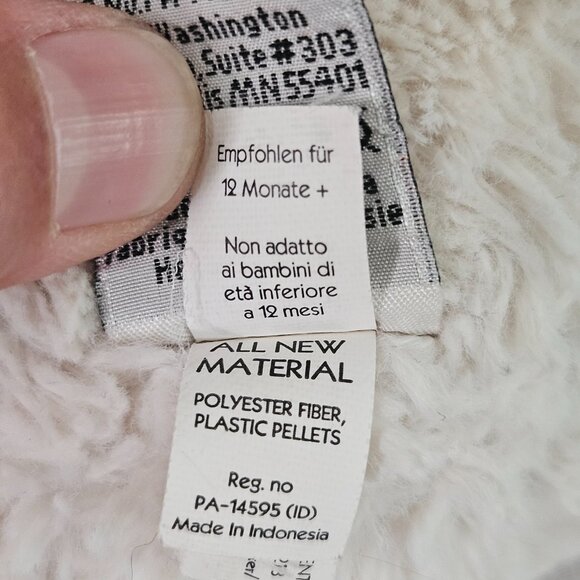 Washington
Suite#303
MN 55401
Empfohlen für
12 Monate +
Non adatto
ai bambini di
età inferiore
a 12 mesi
ALL NEW
MATERIAL
POLYESTER FIBER,
PLASTIC PELLETS
Reg. no
PA-14595 (ID)
Made In Indonesia